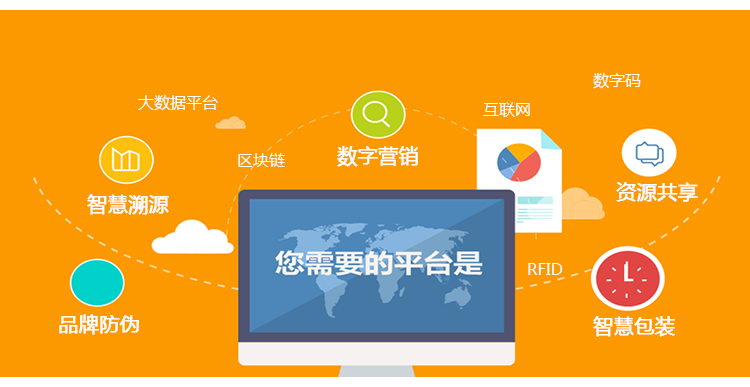 数字码
大数据平台
互联网
数字营销
区块链
资源共享
智慧溯源
您需要的平台是
RFID
品牌防伪
智慧包装